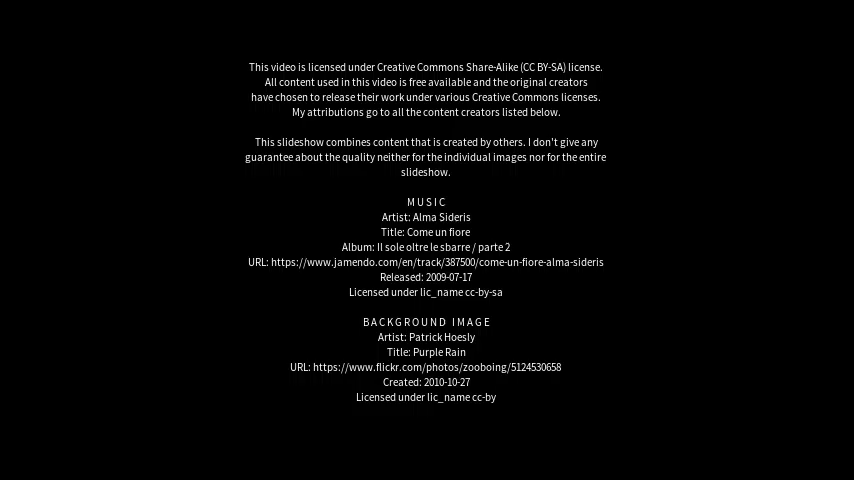 This video is licensed under Creative Commons Share-Alike (CC BY-SA) license.
All content used in this video is free available and the original creators
have chosen to release their work under various Creative Commons licenses.
My attributions go to all the content creators listed below.
This slideshow combines content that is created by others. I don't give any
guarantee about the quality neither for the individual images nor for the entire
slideshow.
MUSIC
Artist: Alma Sideris
Title: Come un fiore
Album: Il sole oltre le sbarre / parte 2
URL: https://www.jamendo.com/en/track/387500/come-un-fiore-alma-sideris
Released: 2009-07-17
Licensed under lic_name cc-by-sa
BACKGROUND IMAGE
Artist: Patrick Hoesly
Title: Purple Rain
URL: https://www.flickr.com/photos/zooboing/5124530658
Created: 2010-10-27
Licensed under lic_name cc-by